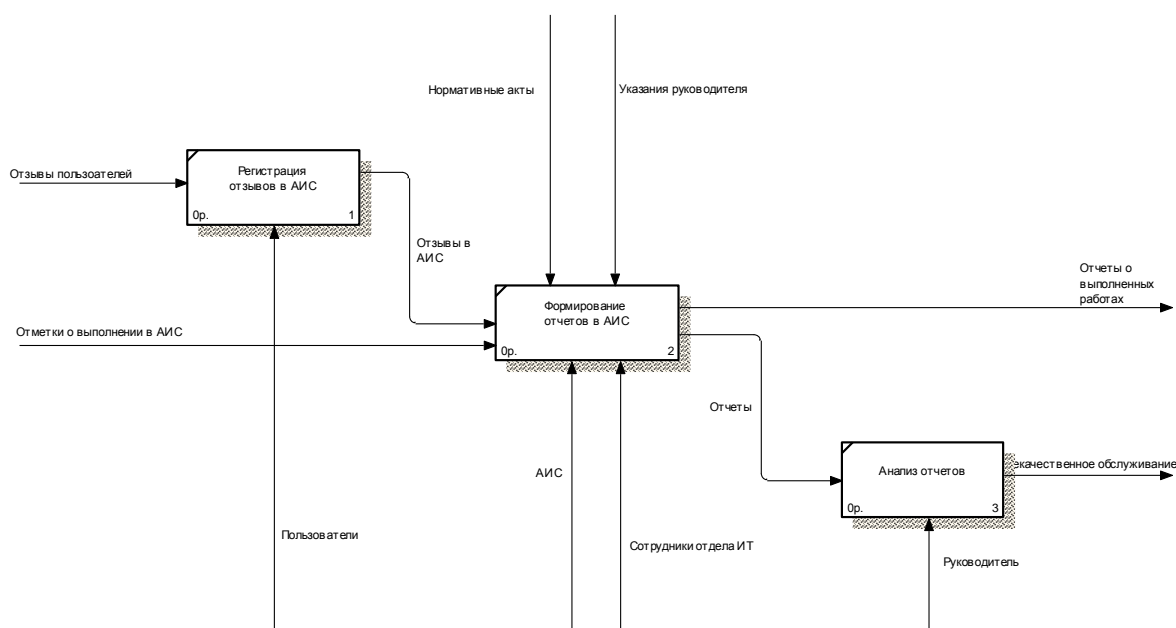 Нормативные акты
Указания руководителя
Отзывы пользоателей
Регистрация
отзывов в АИС
0р.
1
Отзывы в
АИС
Отчеты о
выполненных
работах
Формирование
отчетов в АИС
0р.
2
Отметки о выполнении в АИС
Отчеты
АИС
Анализ отчетов
0р.
3
екачественное обслуживание
Пользователи
Сотрудники отдела ИТ
Руководитель